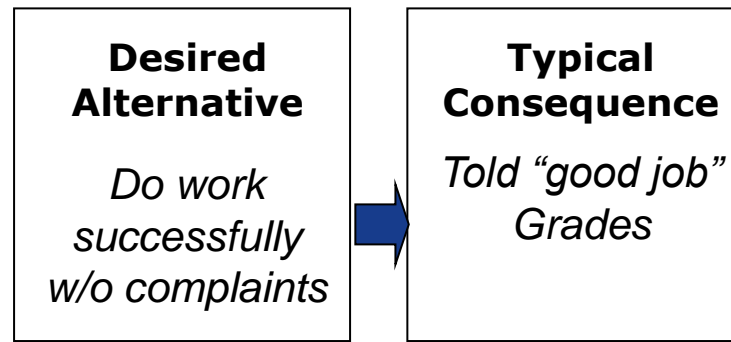 Desired
Alternative
Do work
successfully
w/o complaints
Typical
Consequence
Told “good job”
Grades